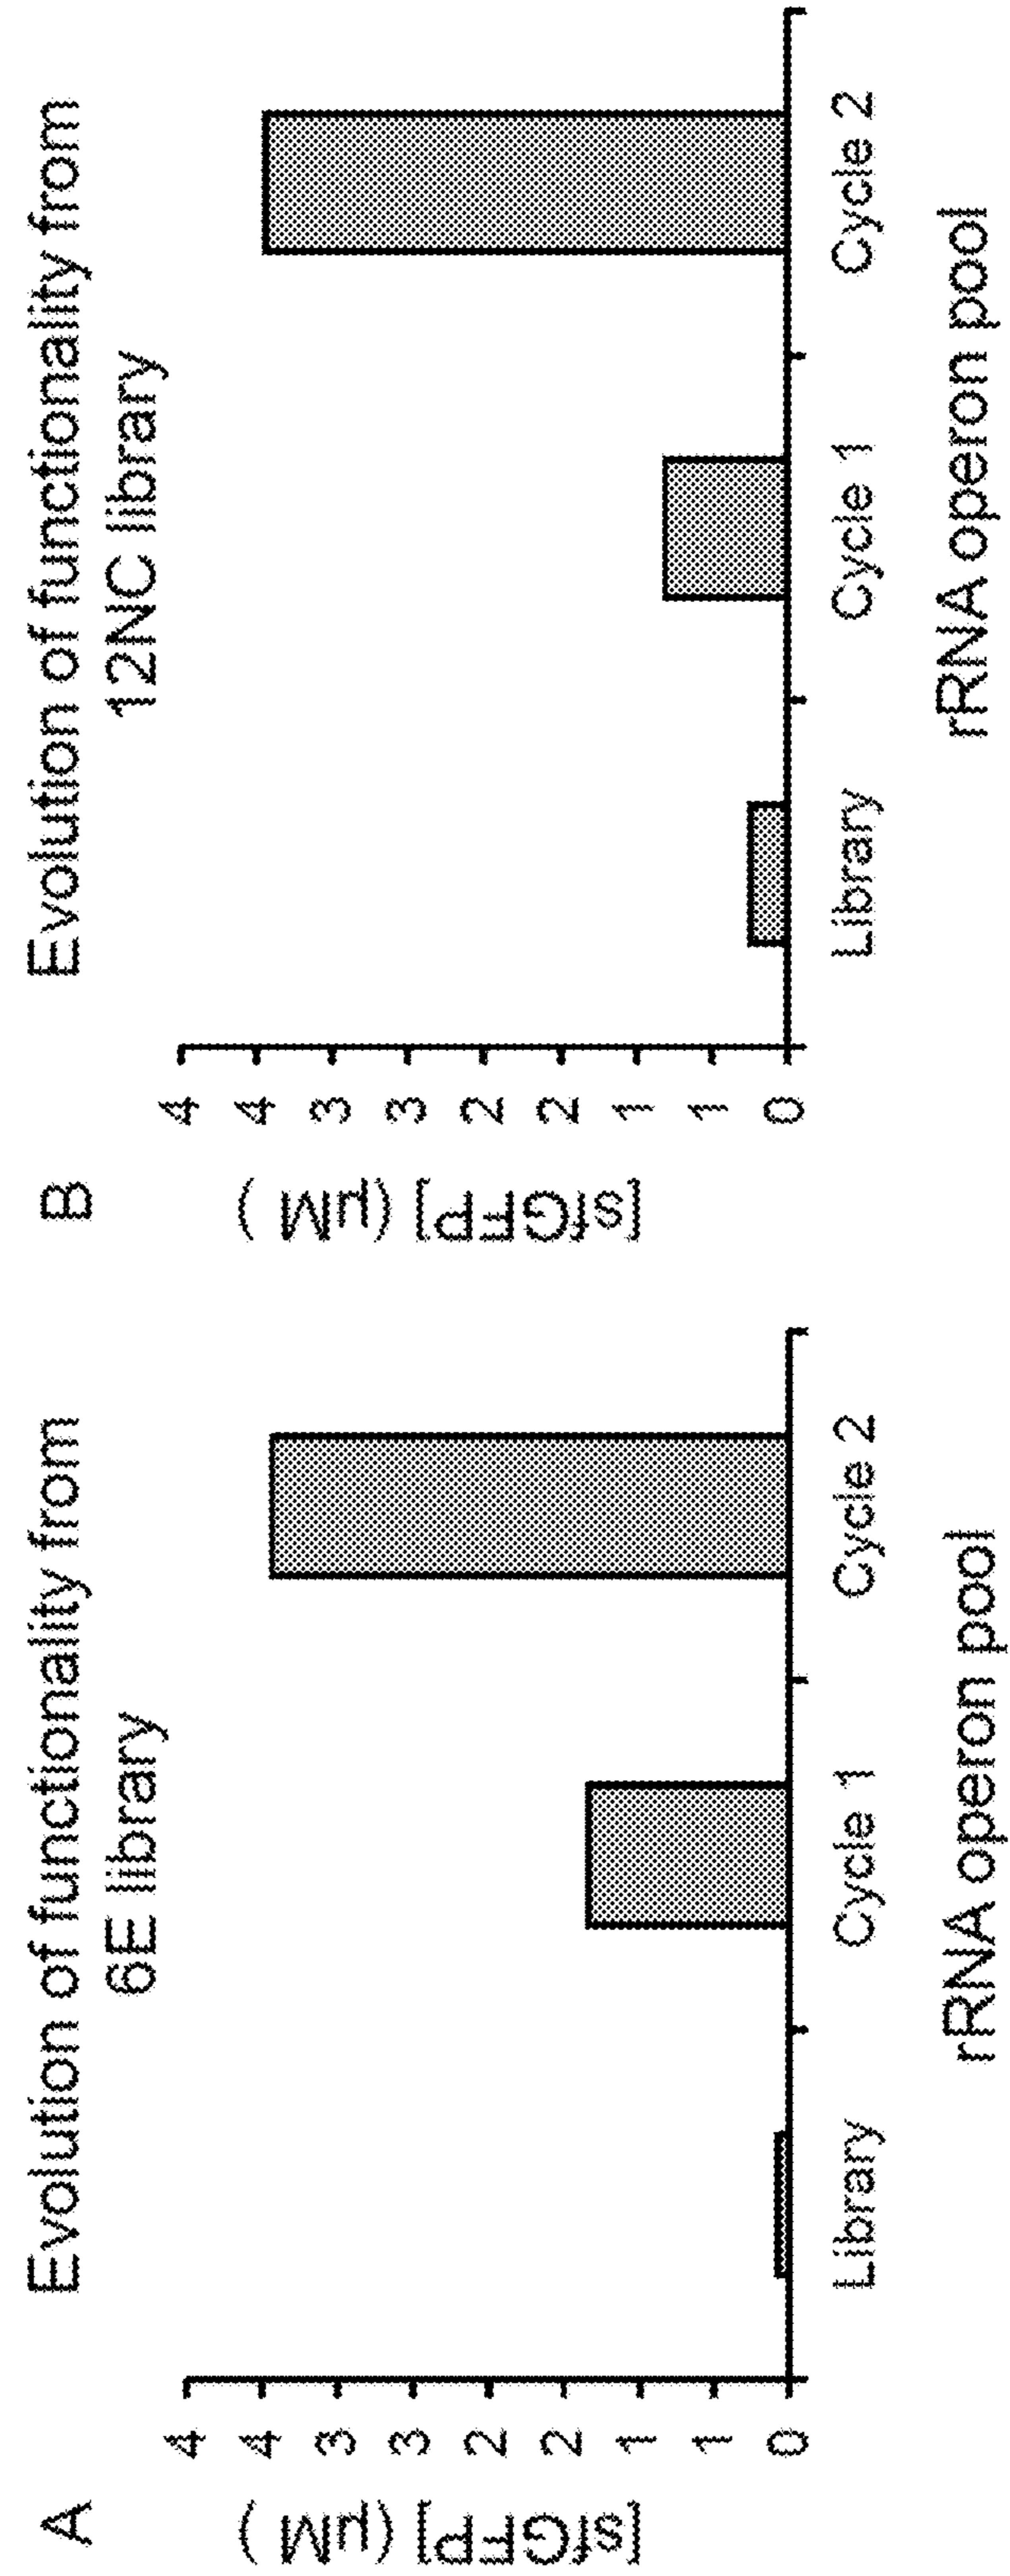 A
Evolution of functionality from
6E library
[sfGFP] (µM )
4
4
3
3
2
2
1
1
0
Library
Cycle 1
Cycle 2
rRNA operon pool
B
Evolution of functionality from
12NC library
[sfGFP] (µM )
4
4
3
3
2
2
1
1
0
Library
Cycle 1
Cycle 2
rRNA operon pool